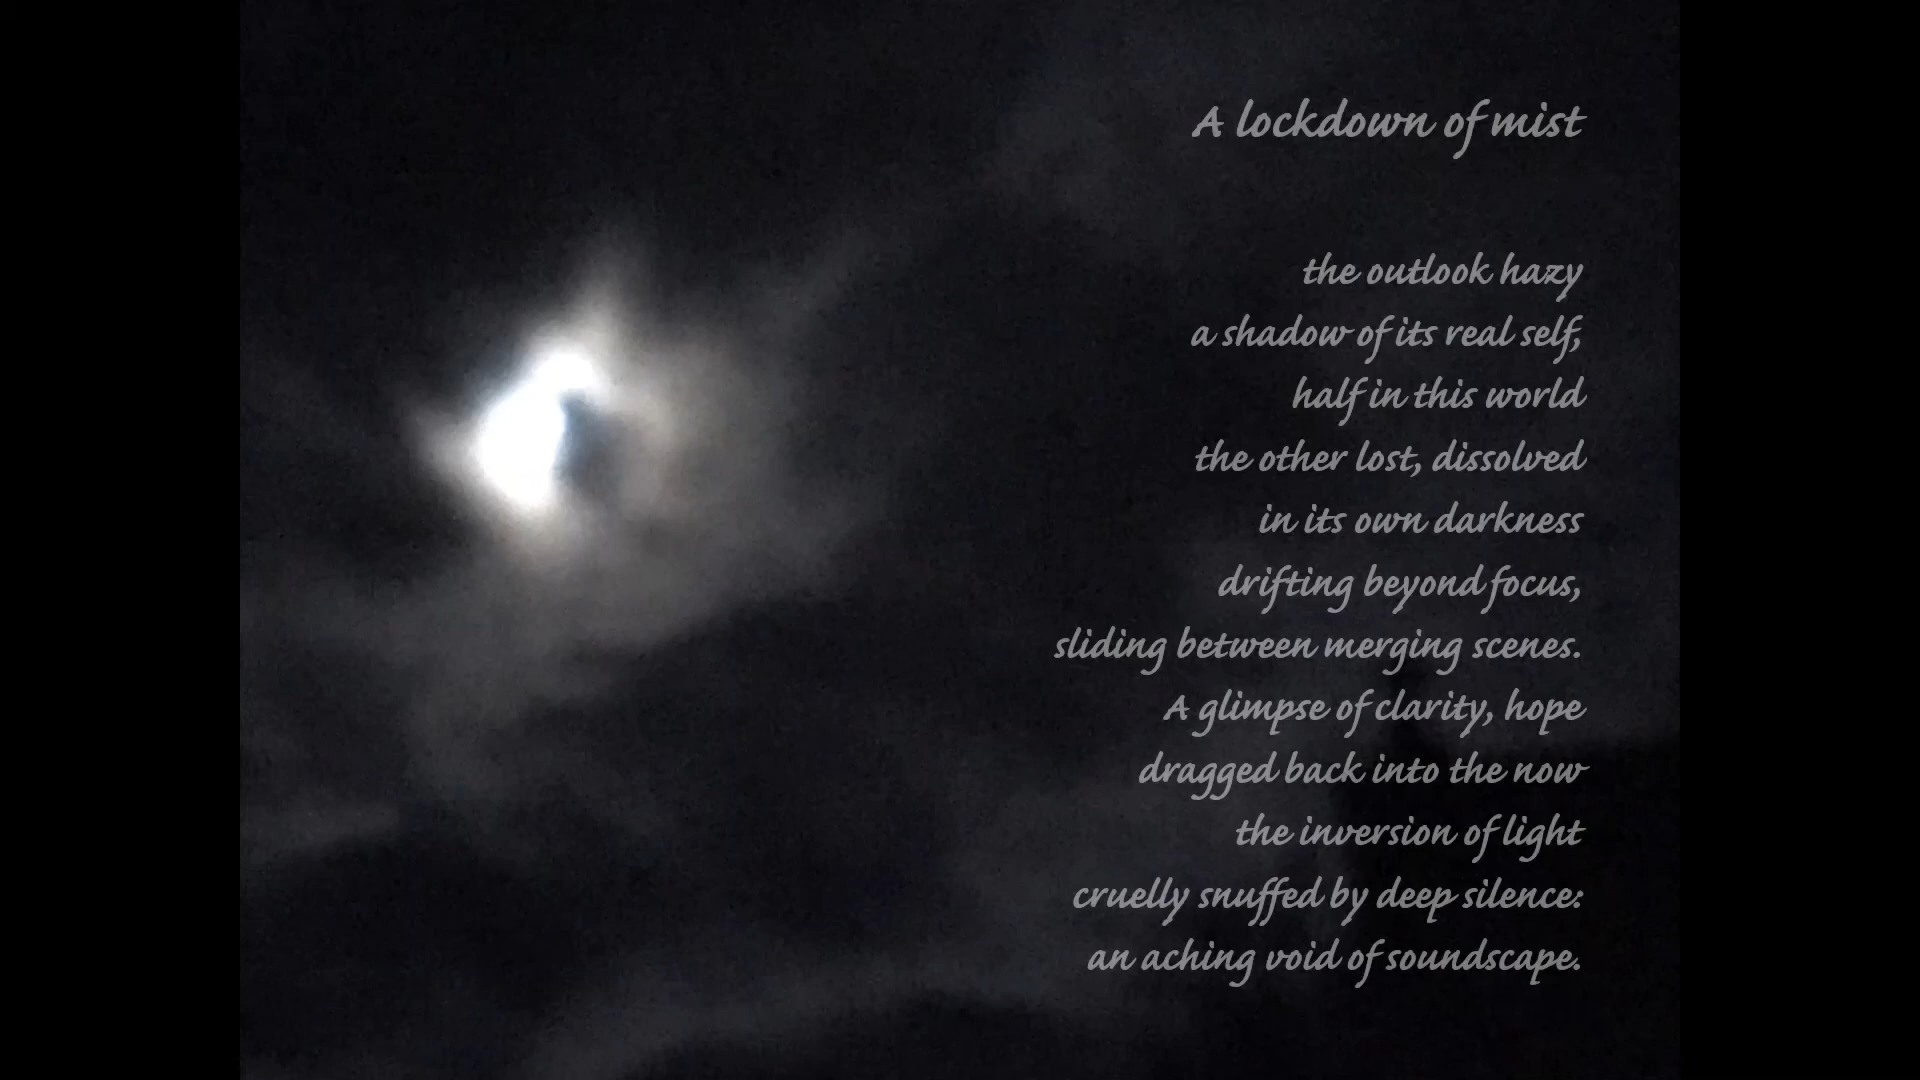 A lockdown of mist
the outlook hazy
a shadow of its real self,
half in this world
the other lost, dissolved
in its own darkness
drifting beyond focus,
sliding between merging scenes.
A glimpse of clarity, hope
dragged back into the now
the inversion of light
cruelly snuffed by deep silence:
an aching void of soundscape.